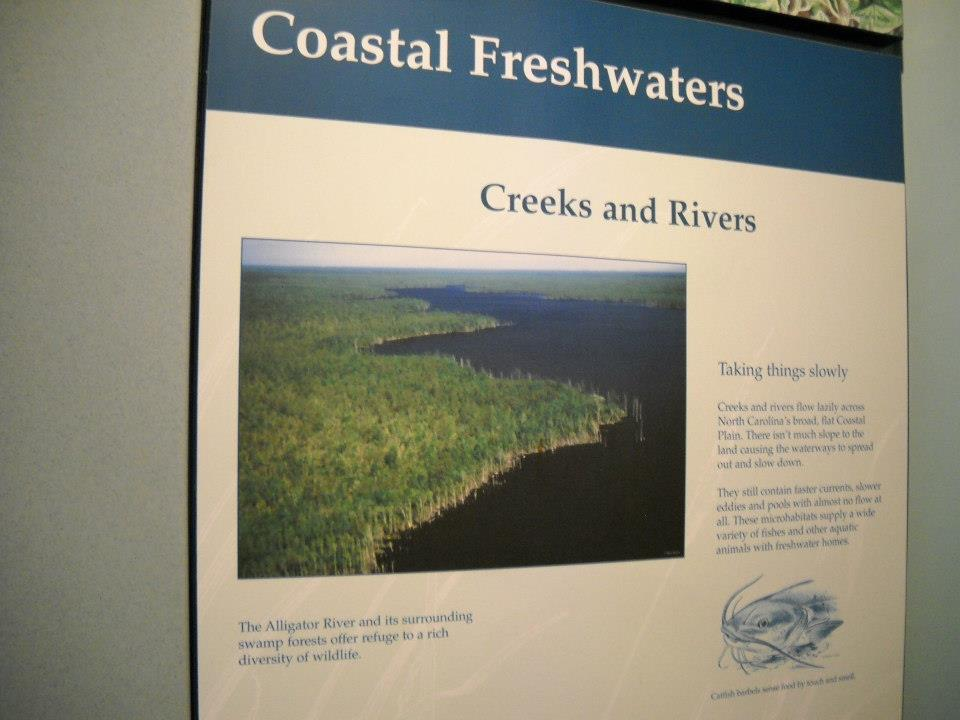 Coastal Freshwaters
Creeks and Rivers
Taking things slowly
Creeks and rivers flow lazily across
North Carolina's broad, flat Coastal
Plain. There isn't much slope to the
land causing the waterways to spread
out and slow down.
They still contain faster currents, slower
eddies and pools with almost no flow at
all. These microhabitats supply a wide
variety of fishes and other aquatic
animals with freshwater homes.
The Alligator River and its surrounding
swamp forests offer refuge to a rich
diversity of wildlife.
Catfish barbels sense food by touch and smell.